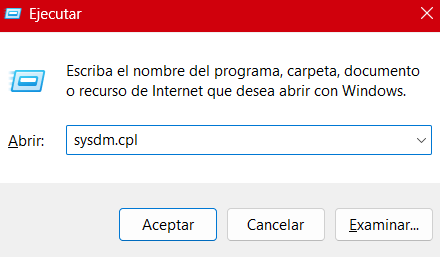 Ejecutar
Escriba el nombre del programa, carpeta, documento
o recurso de Internet que desea abrir con Windows.
Abrir: sysdm.cpl
Aceptar Cancelar Examinar...